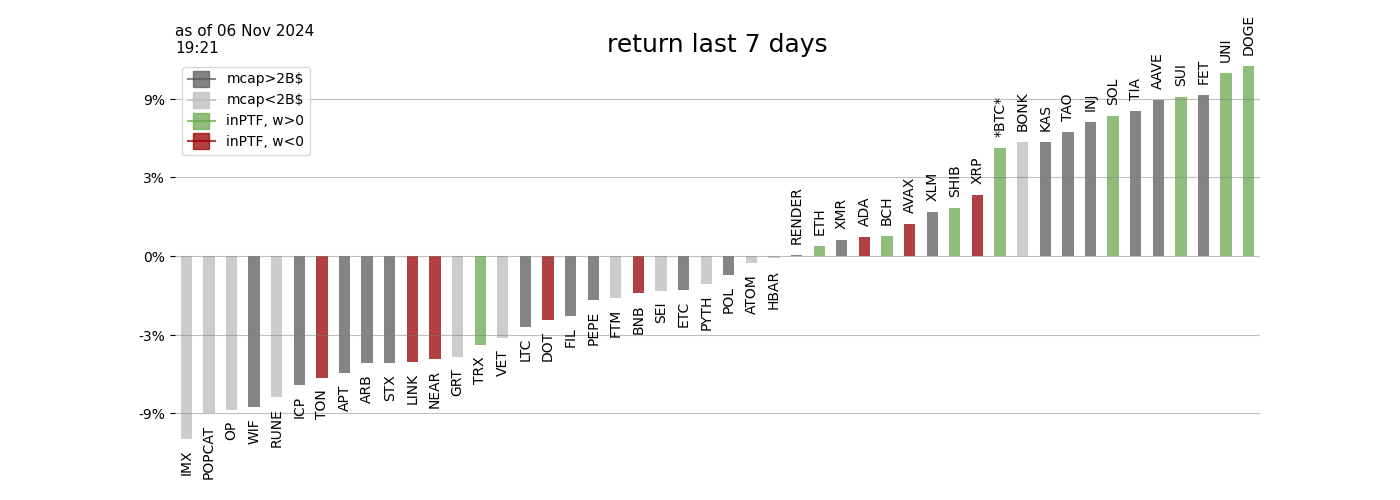 as of 06 Nov 2024
19:21
return last 7 days
mcap>2B$
mcap<2B$
inPTF, w>0
inPTF, w<0
9%
3%
0%
-3%
-9%
IMX
POPCAT
OP
WIF
RUNE
ICP
TON
APT
ARB
STX
LINK
NEAR
GRT
TRX
VET
LTC
DOT
FIL
PEPE
FTM
BNB
SEI
ETC
PYTH
POL
ATOM
HBAR
RENDER
ETH
XMR
ADA
BCH
AVAX
XLM
SHIB
XRP
*BTC*
BONK
KAS
TAO
INJ
SOL
TIA
AAVE
SUI
FET
UNI
DOGE